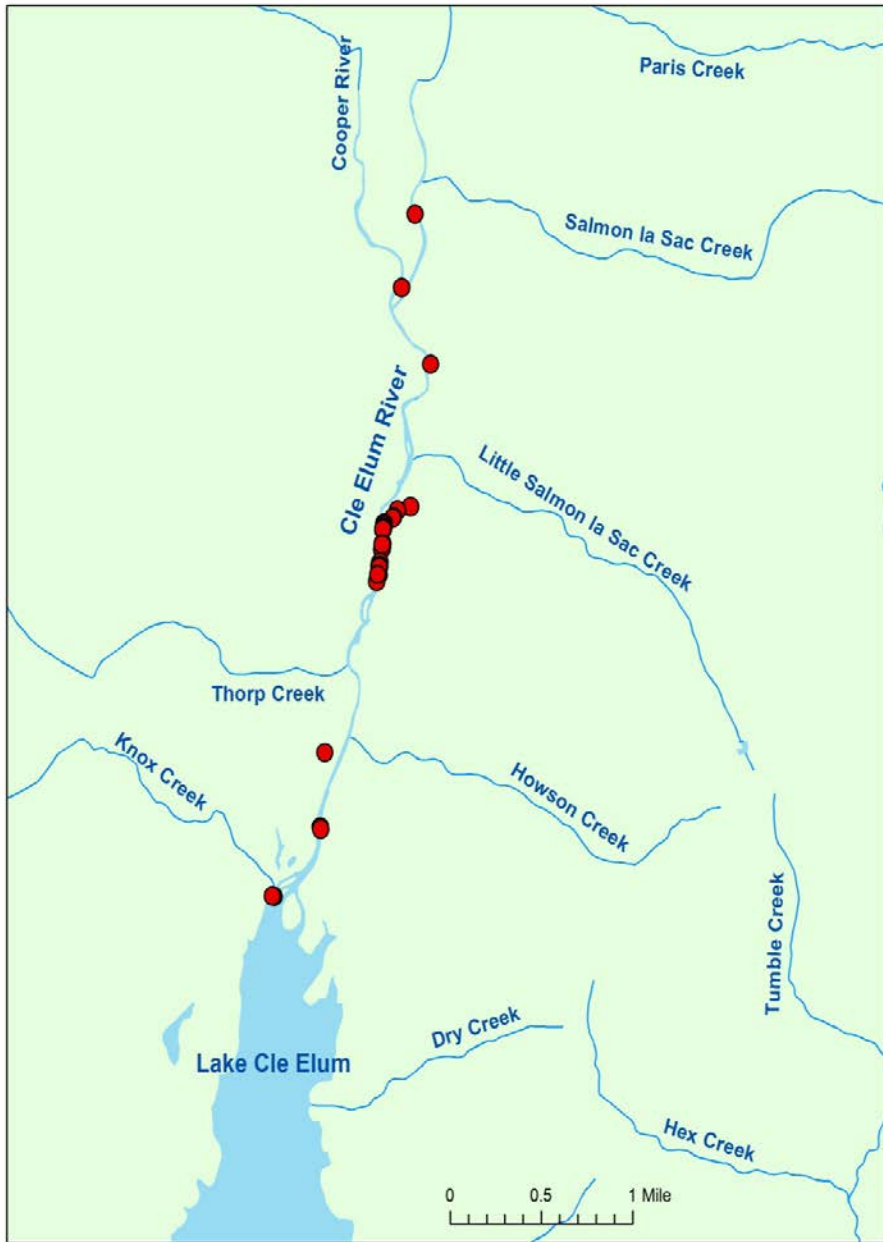 Paris Creek
Cooper River
Salmon la Sac Creek
Cle Elum River
Little Salmon la Sac Creek
Thorp Creek
Knox Creek
Howson Creek
Tumble Creek
Dry Creek
Lake Cle Elum
Hex Creek
0 0.5 1 Mile